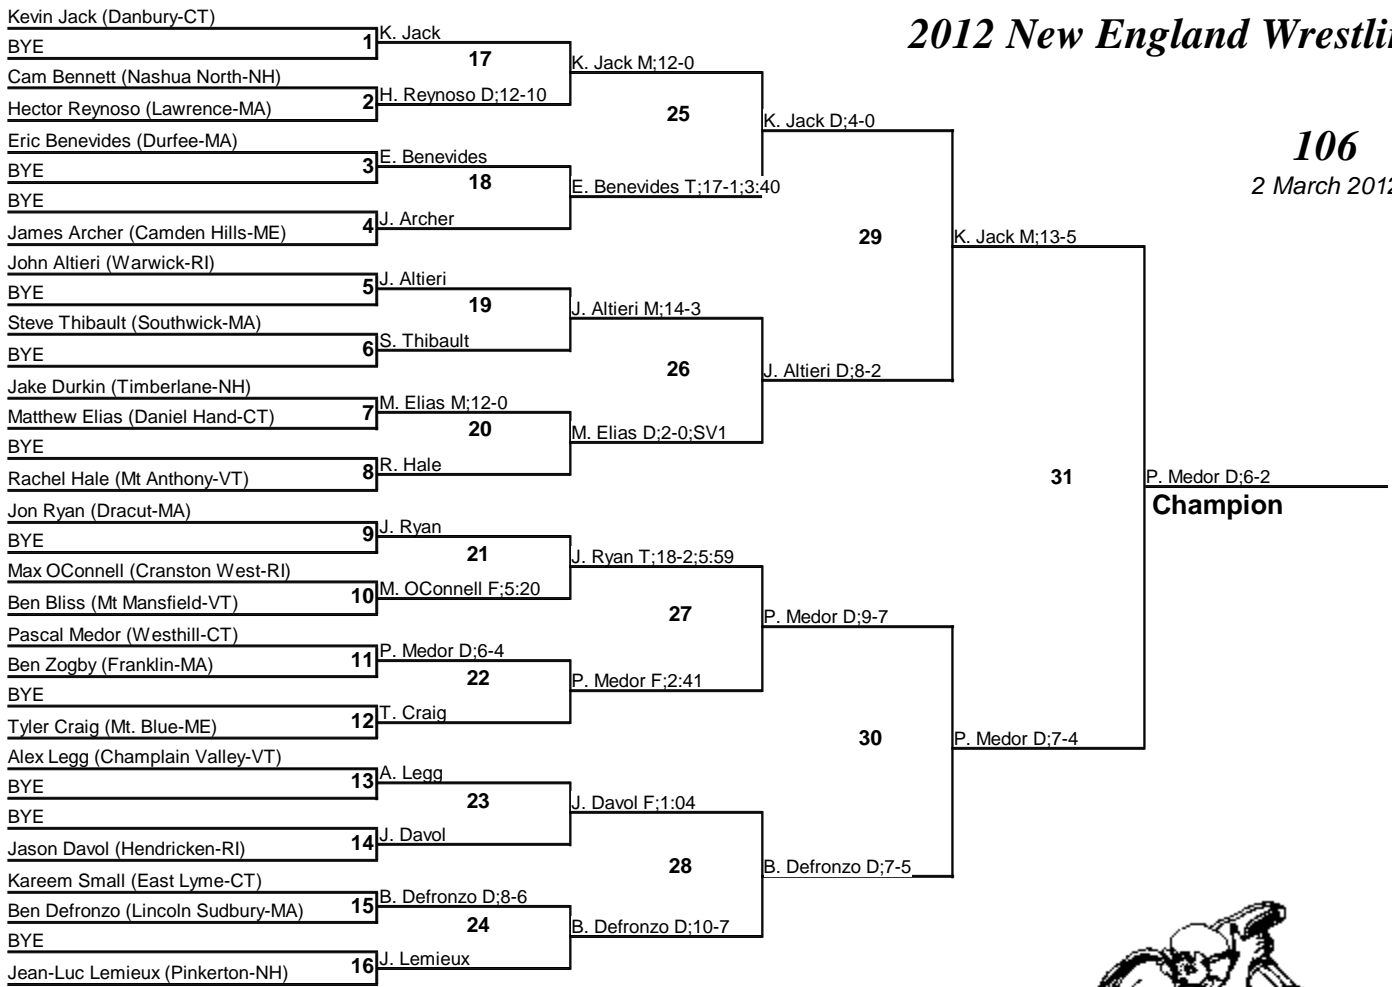 Kevin Jack (Danbury-CT)
BYE
1
K. Jack
Cam Bennett (Nashua North-NH)
Hector Reynoso (Lawrence-MA)
2
H. Reynoso D;12-10
Eric Benevides (Durfee-MA)
BYE
3
E. Benevides
BYE
James Archer (Camden Hills-ME)
4
J. Archer
John Altieri (Warwick-RI)
BYE
5
J. Altieri
Steve Thibault (Southwick-MA)
BYE
6
S. Thibault
Jake Durkin (Timberlane-NH)
Matthew Elias (Daniel Hand-CT)
7
M. Elias M;12-0
BYE
Rachel Hale (Mt Anthony-VT)
8
R. Hale
Jon Ryan (Dracut-MA)
BYE
9
J. Ryan
Max OConnell (Cranston West-RI)
Ben Bliss (Mt Mansfield-VT)
10
M. OConnell F;5:20
Pascal Medor (Westhill-CT)
Ben Zogby (Franklin-MA)
11
P. Medor D;6-4
BYE
Tyler Craig (Mt. Blue-ME)
12
T. Craig
Alex Legg (Champlain Valley-VT)
BYE
13
A. Legg
BYE
Jason Davol (Hendricken-RI)
14
J. Davol
Kareem Small (East Lyme-CT)
Ben Defronzo (Lincoln Sudbury-MA)
15
B. Defronzo D;8-6
BYE
Jean-Luc Lemieux (Pinkerton-NH)
16
J. Lemieux
17
K. Jack M;12-0
18
E. Benevides T;17-1;3:40
19
J. Altieri M;14-3
20
M. Elias D;2-0;SV1
21
J. Ryan T;18-2;5:59
22
P. Medor F;2:41
23
J. Davol F;1:04
24
B. Defronzo D;10-7
25
K. Jack D;4-0
26
J. Altieri D;8-2
27
P. Medor D;9-7
28
B. Defronzo D;7-5
29
K. Jack M;13-5
30
P. Medor D;7-4
31
P. Medor D;6-2
Champion
2012 New England Wrestlin
106
2 March 2012